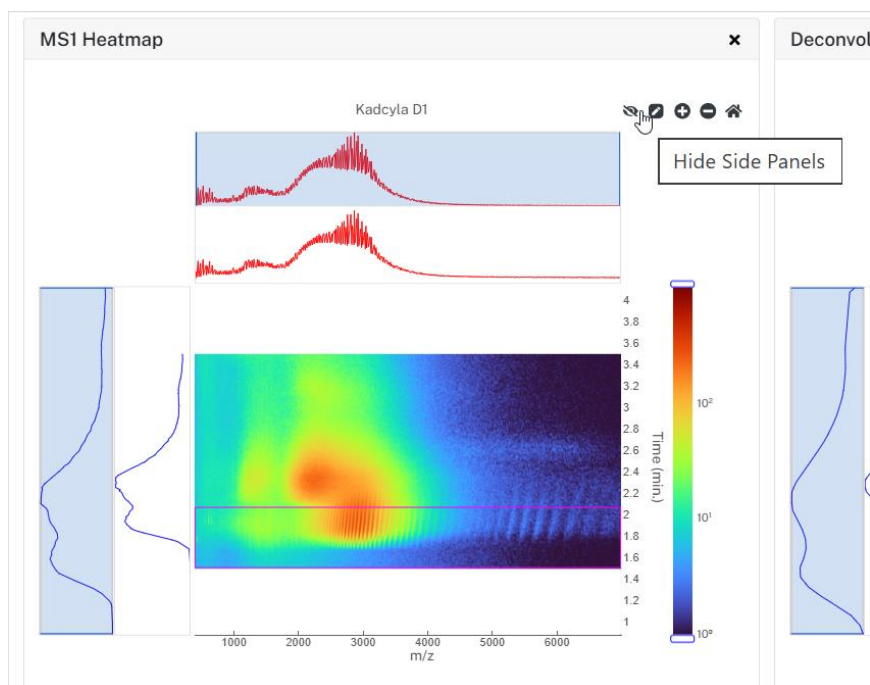 MS1 Heatmap
Deconvol
Kadcyla D1
Hide Side Panels
4
3.8
3.6
3.4
3.2
3
2.8
2.6
2.4
2.2
2
1.8
1.6
1.4
1.2
1
Time (min.)
10²
10¹
10⁰
1000 2000 3000 4000 5000 6000
m/z